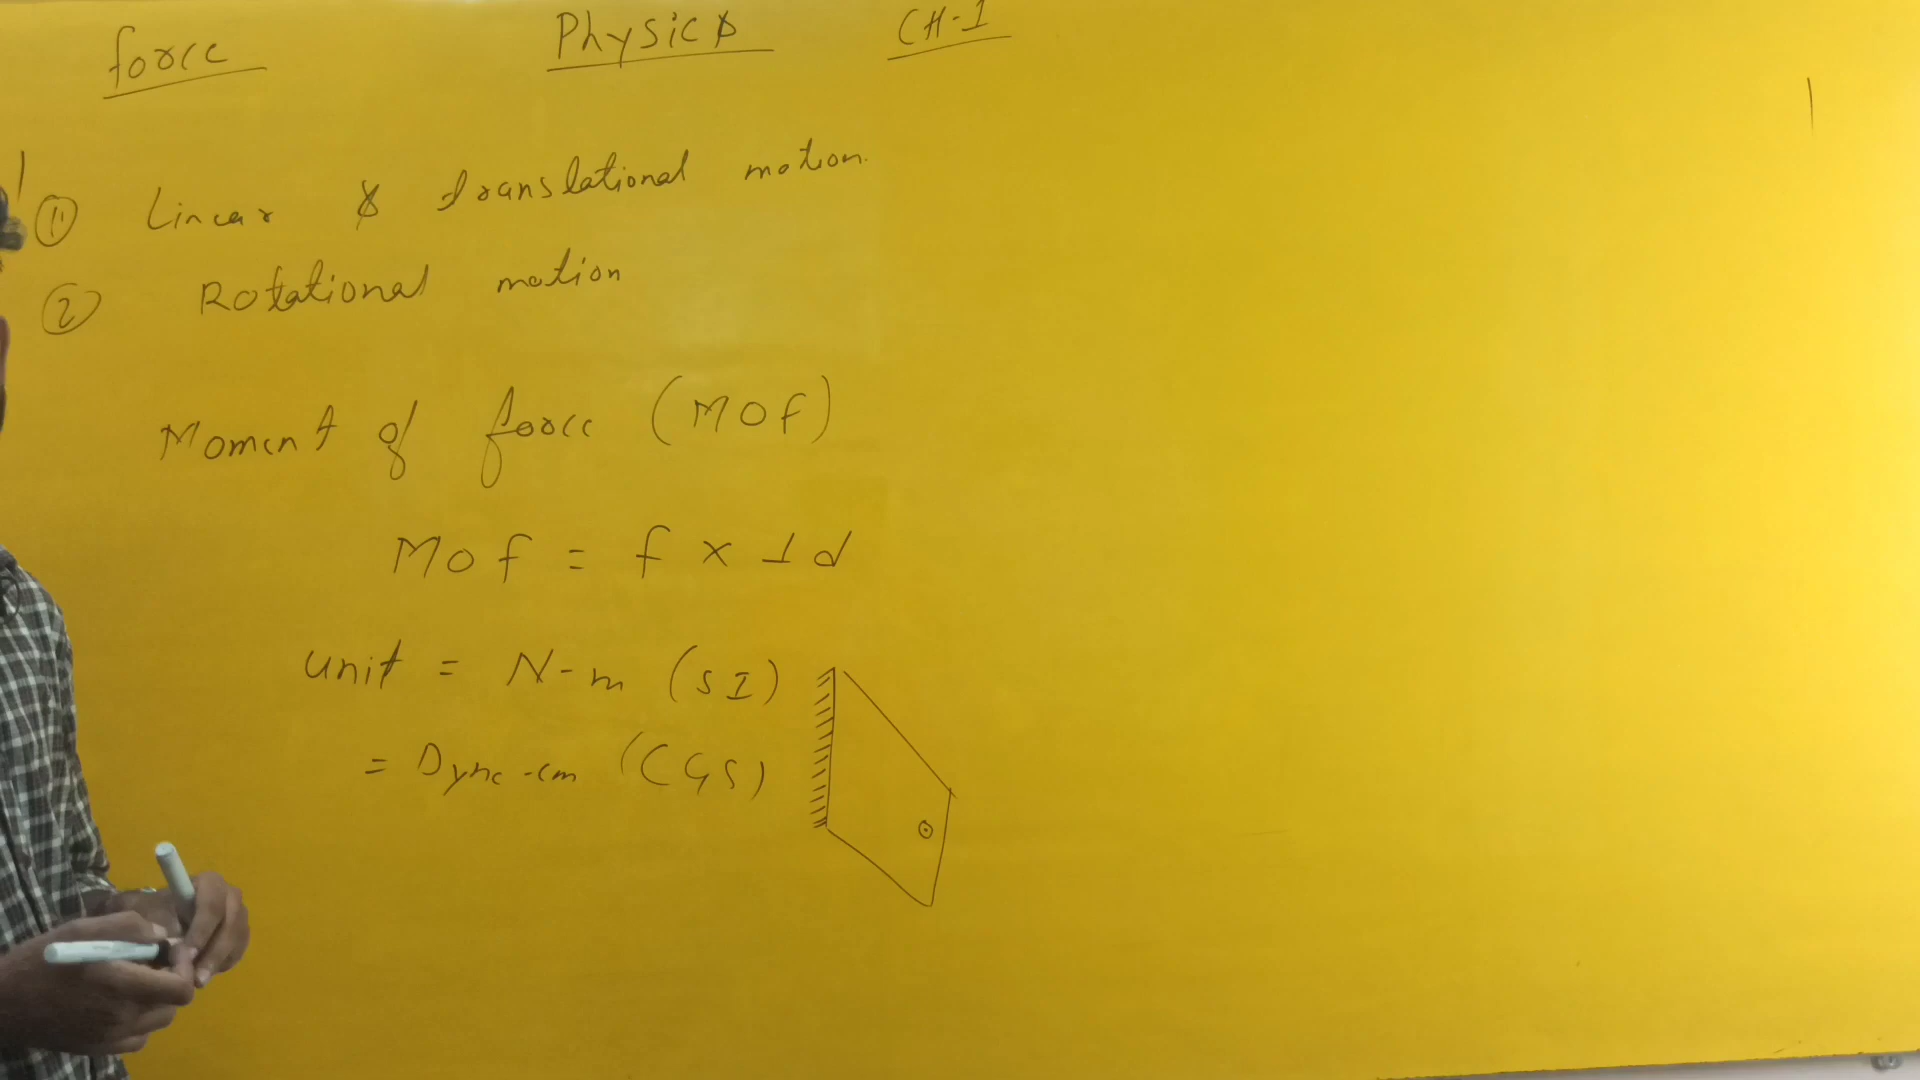 force Physics CH-1
① Linear & translational motion.
② Rotational motion
Moment of force (MOF)
MOF = f × ⊥ d
unit = N-m (SI)
= Dyne-cm (CGS)